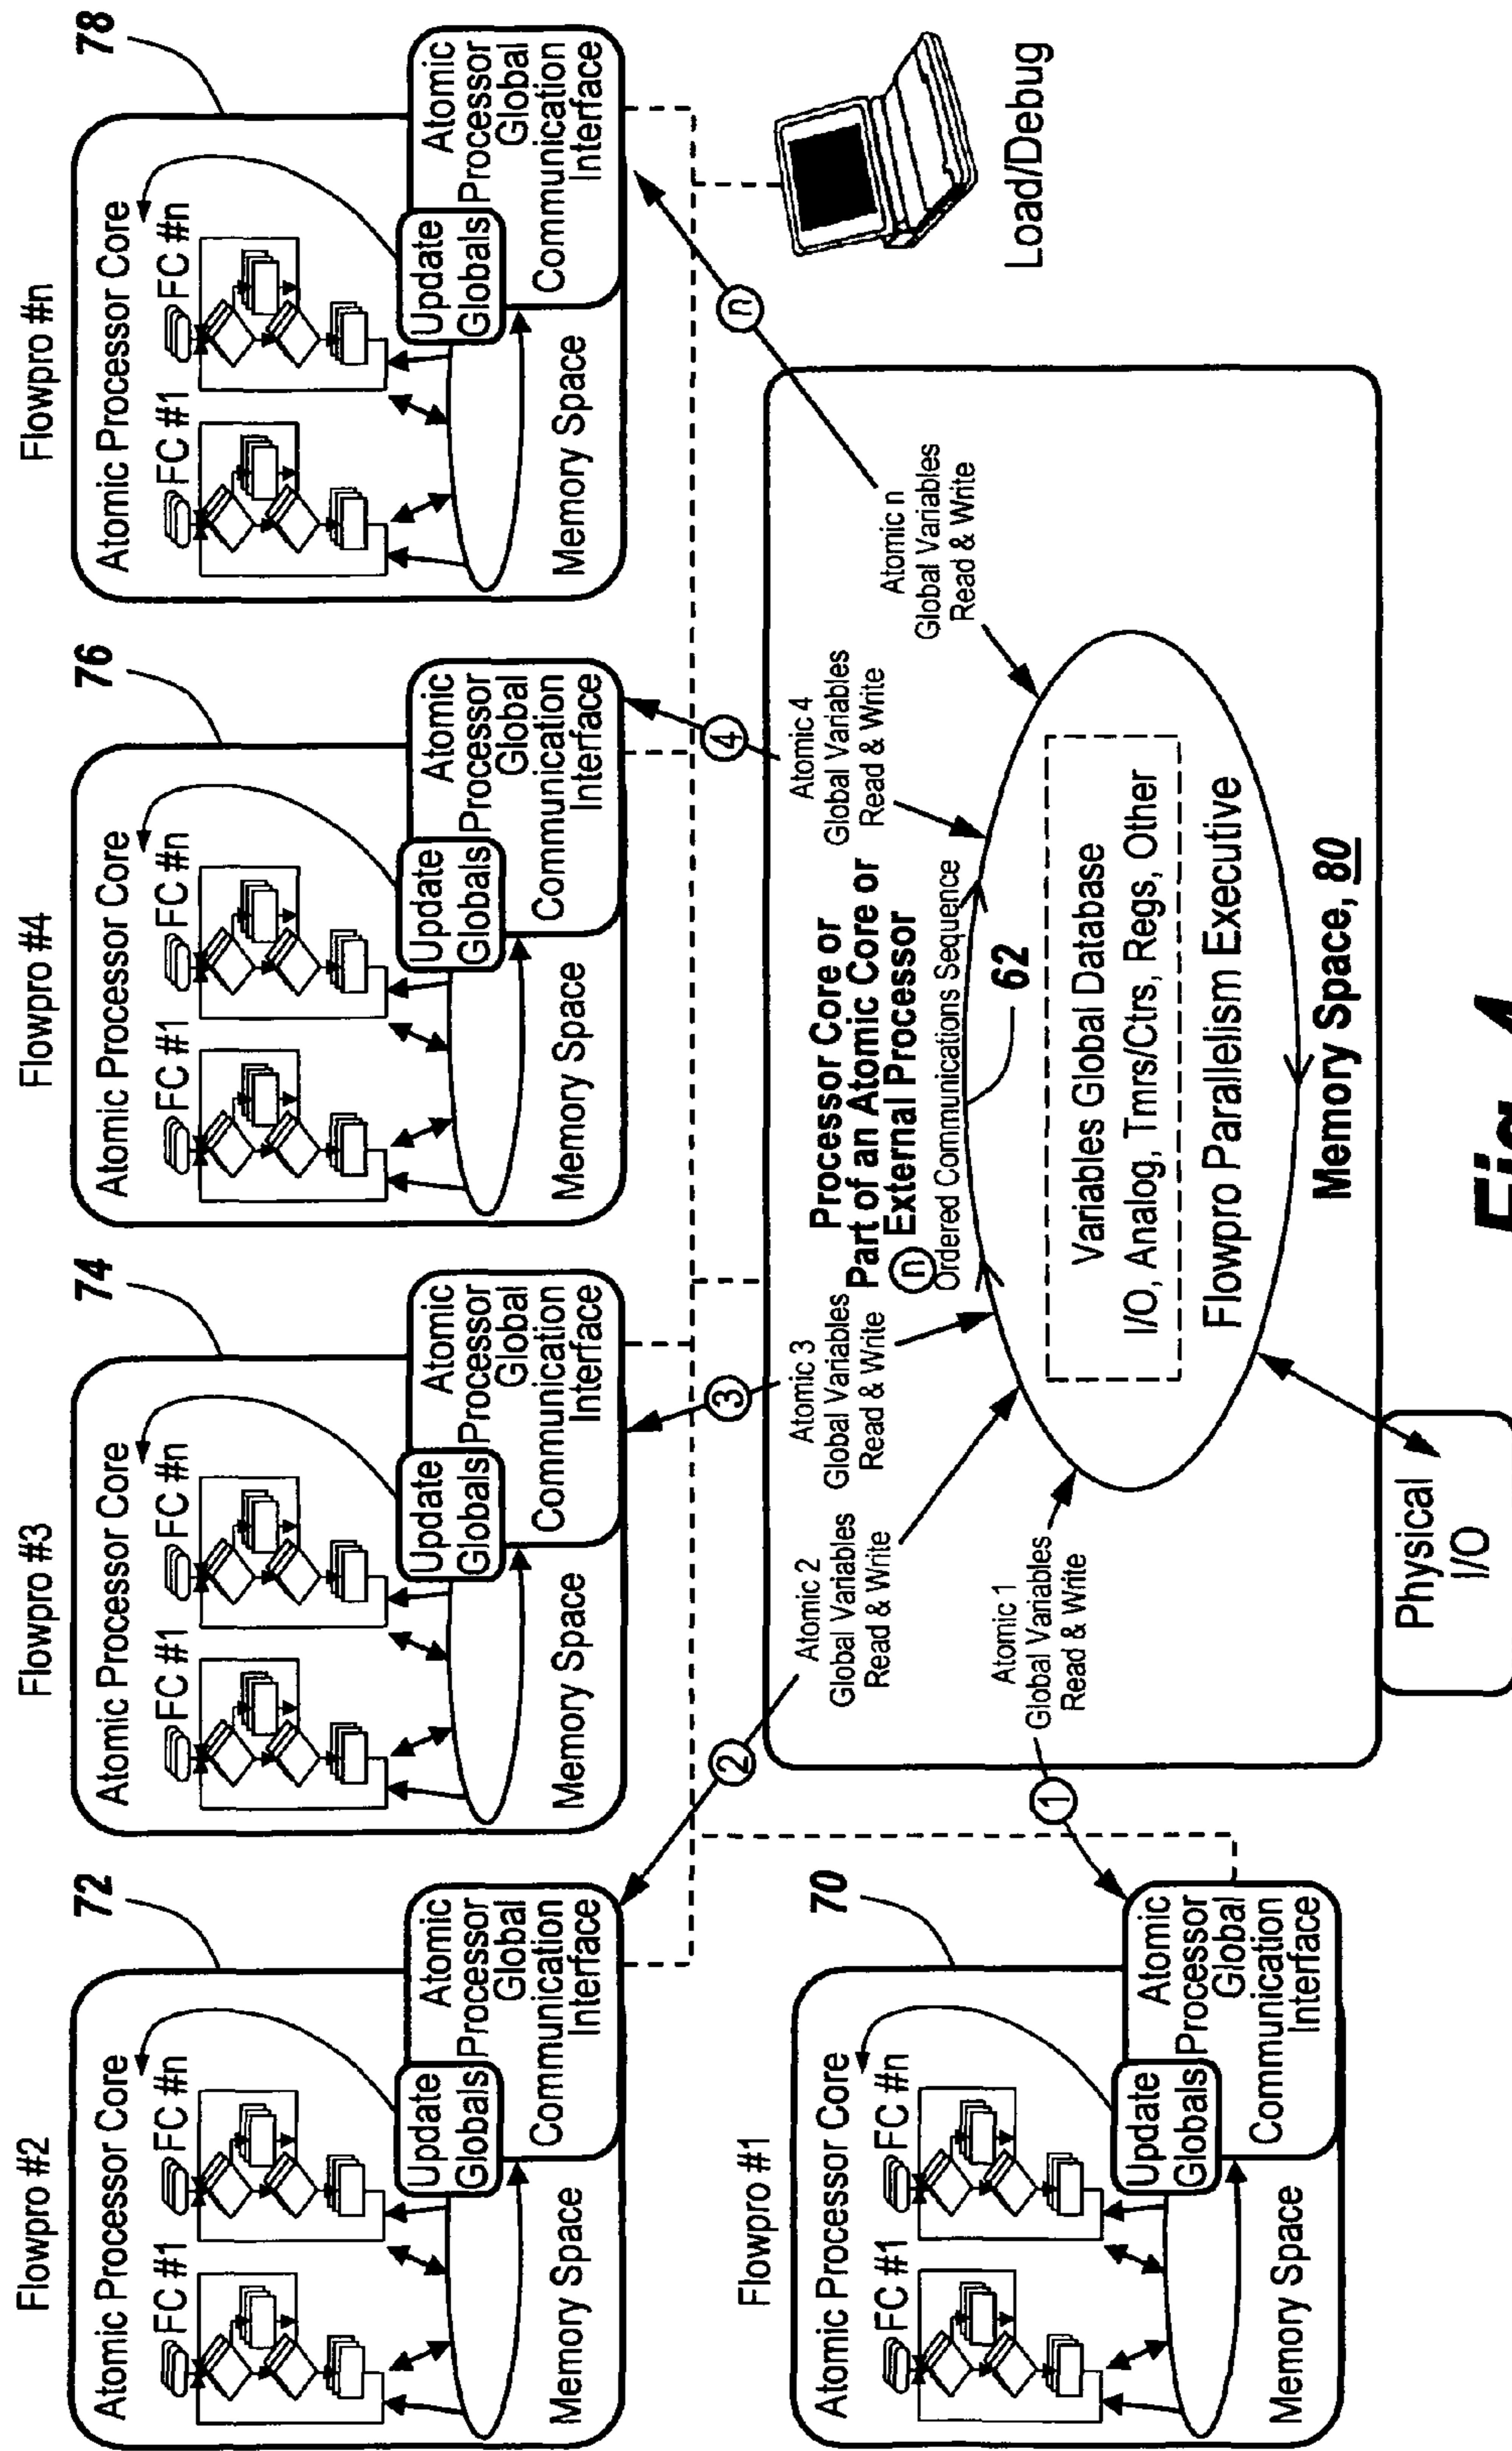 Flowpro #2
72
Atomic Processor Core
FC #1
FC #n
Update
Globals
Atomic
Processor
Global
Communication
Interface
Memory Space
Flowpro #3
74
Atomic Processor Core
FC #1
FC #n
Update
Globals
Atomic
Processor
Global
Communication
Interface
Memory Space
Flowpro #4
76
Atomic Processor Core
FC #1
FC #n
Update
Globals
Atomic
Processor
Global
Communication
Interface
Memory Space
Flowpro #n
78
Atomic Processor Core
FC #1
FC #n
Update
Globals
Atomic
Processor
Global
Communication
Interface
Memory Space
2
3
4
n
Load/Debug
Flowpro #1
70
Atomic Processor Core
FC #1
FC #n
Update
Globals
Atomic
Processor
Global
Communication
Interface
Memory Space
1
Atomic 1
Global Variables
Read & Write
Atomic 2
Global Variables
Read & Write
Atomic 3
Global Variables
Read & Write
Processor Core or
Part of an Atomic Core or
External Processor
n
Ordered Communications Sequence
62
Atomic 4
Global Variables
Read & Write
Atomic n
Global Variables
Read & Write
Variables Global Database
I/O, Analog, Tmrs/Ctrs, Regs, Other
Flowpro Parallelism Executive
Memory Space, 80
Physical
I/O